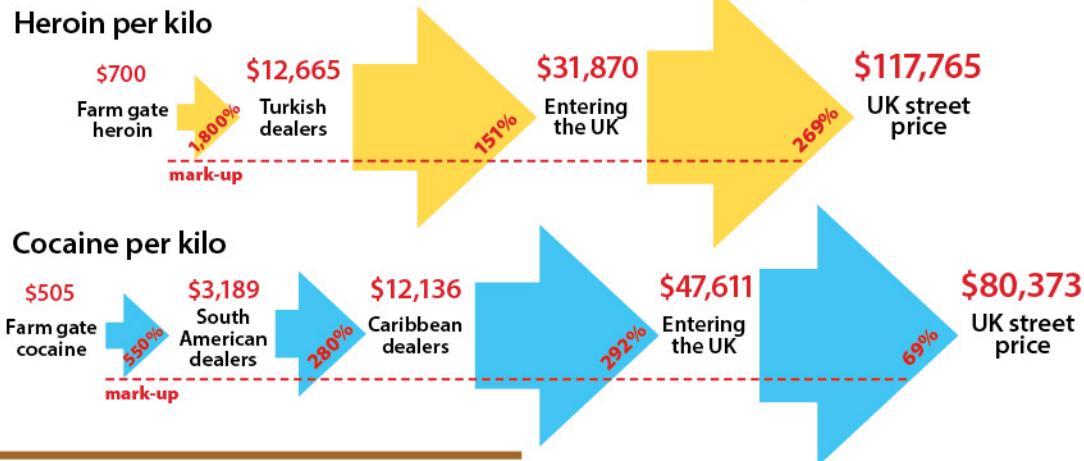 Heroin per kilo
$700
Farm gate
heroin
1,800%
$12,665
Turkish
dealers
151%
$31,870
Entering
the UK
269%
$117,765
UK street
price
mark-up
Cocaine per kilo
$505
Farm gate
cocaine
550%
$3,189
South
American
dealers
280%
$12,136
Caribbean
dealers
292%
$47,611
Entering
the UK
69%
$80,373
UK street
price
mark-up